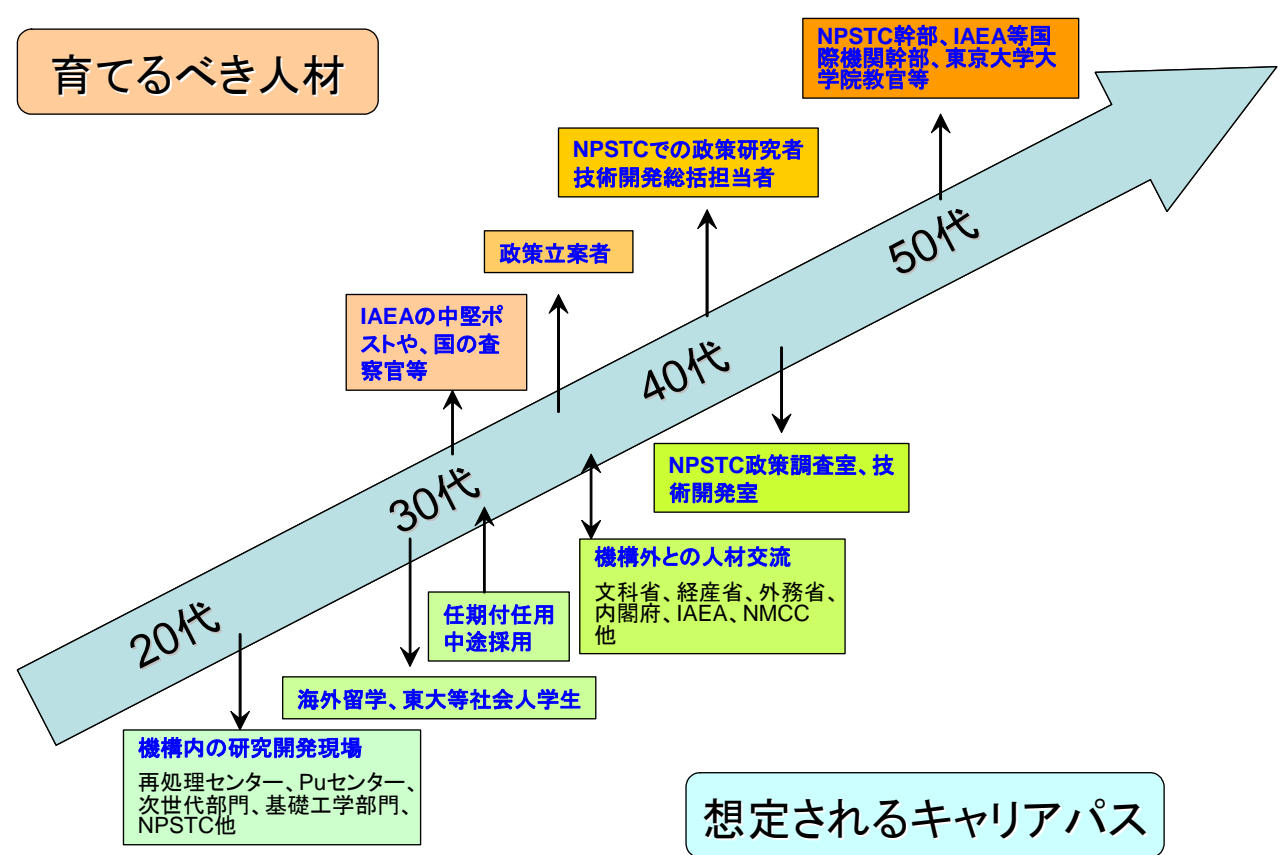 育てるべき人材
NPSTC幹部、IAEA等国
際機関幹部、東京大学大
学院教官等
NPSTCでの政策研究者
技術開発総括担当者
政策立案者
IAEAの中堅ポ
ストや、国の査
察官等
50代
40代
30代
20代
NPSTC政策調査室、技
術開発室
機構外との人材交流
文科省、経産省、外務省、
内閣府、IAEA、NMCC
他
任期付任用
中途採用
海外留学、東大等社会人学生
機構内の研究開発現場
再処理センター、Puセンター、
次世代部門、基礎工学部門、
NPSTC他
想定されるキャリアパス